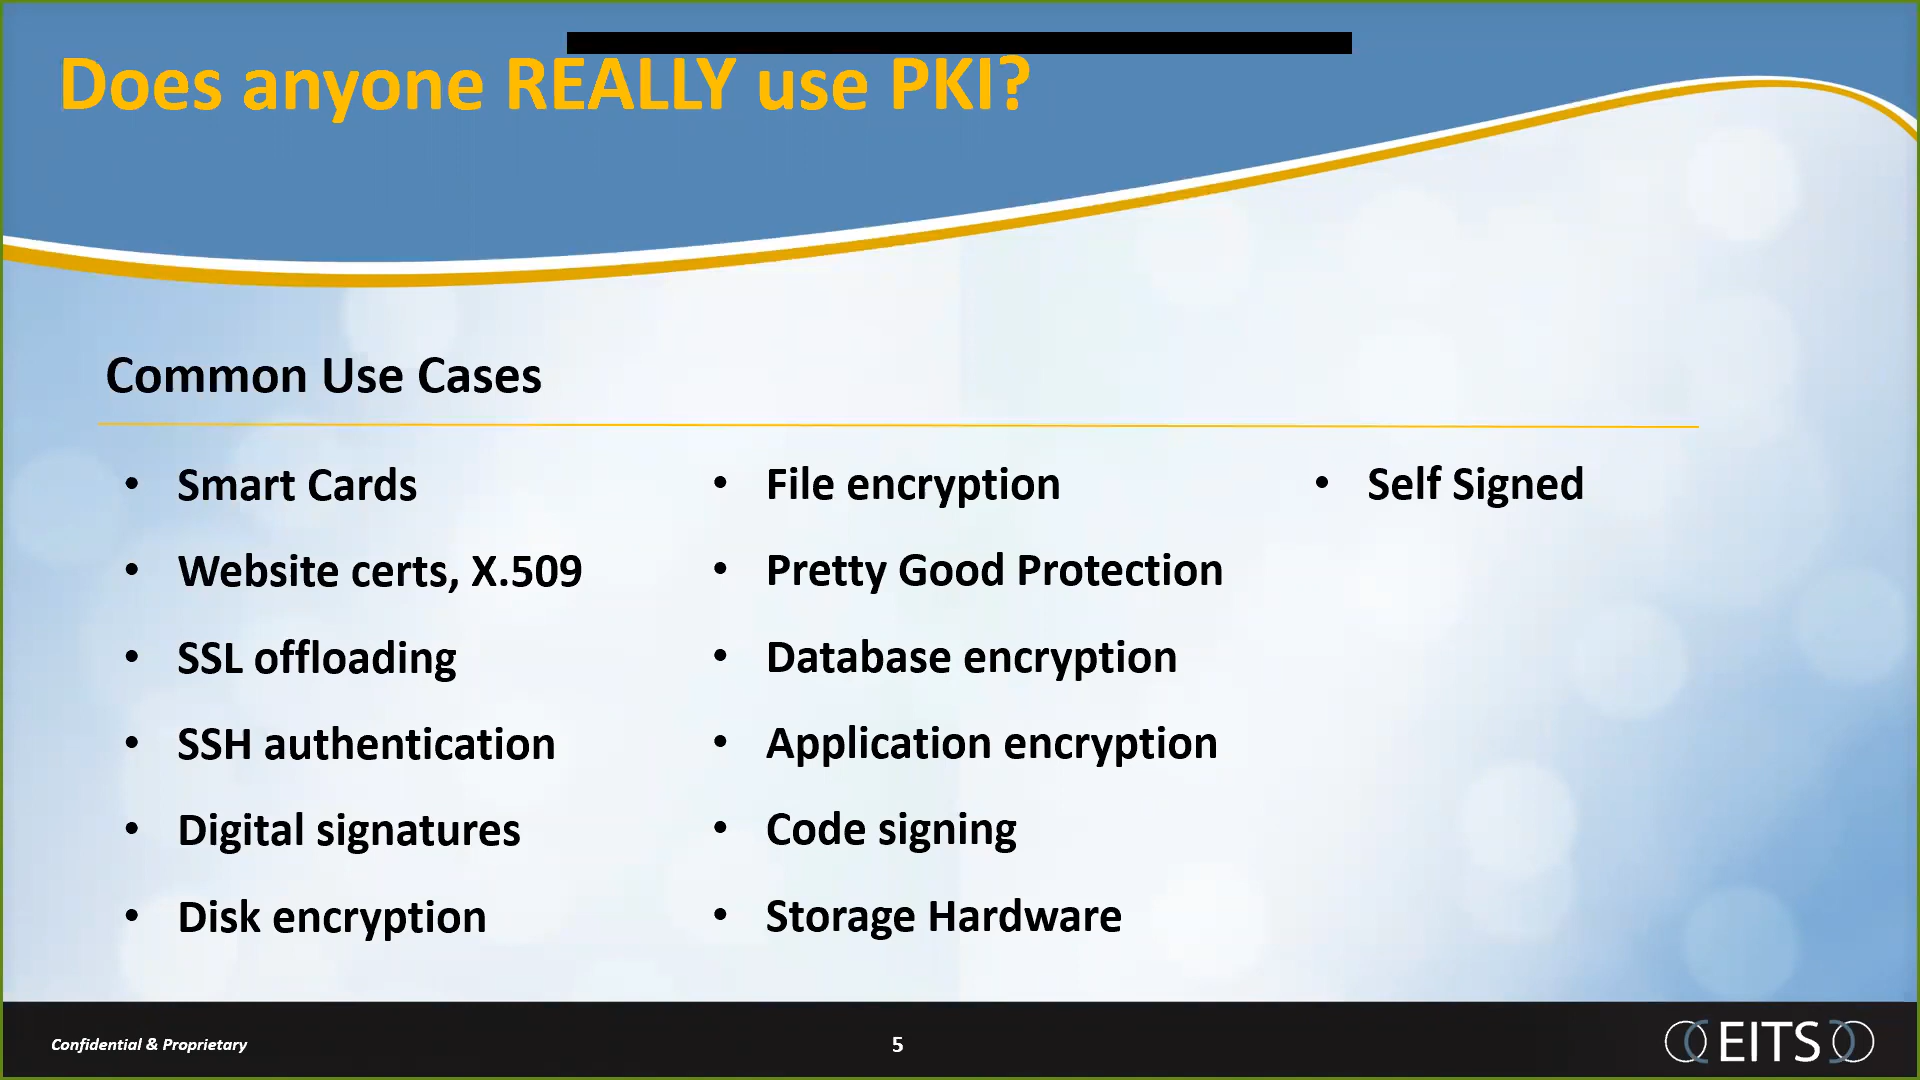 Does anyone REALLY use PKI?
Common Use Cases
• Smart Cards
• Website certs, X.509
• SSL offloading
• SSH authentication
• Digital signatures
• Disk encryption
• File encryption
• Pretty Good Protection
• Database encryption
• Application encryption
• Code signing
• Storage Hardware
• Self Signed
Confidential & Proprietary
5
EITS